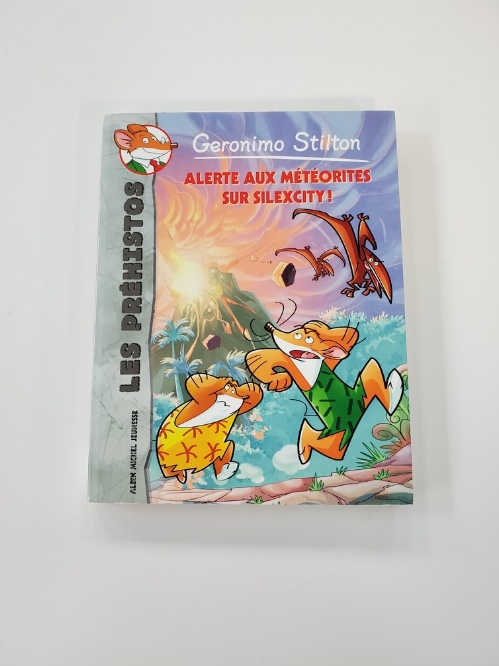 Geronimo Stilton
ALERTE AUX MÉTÉORITES
SUR SILEXCITY !
LES PRÉHISTOS
ALBIN MICHEL JEUNESSE